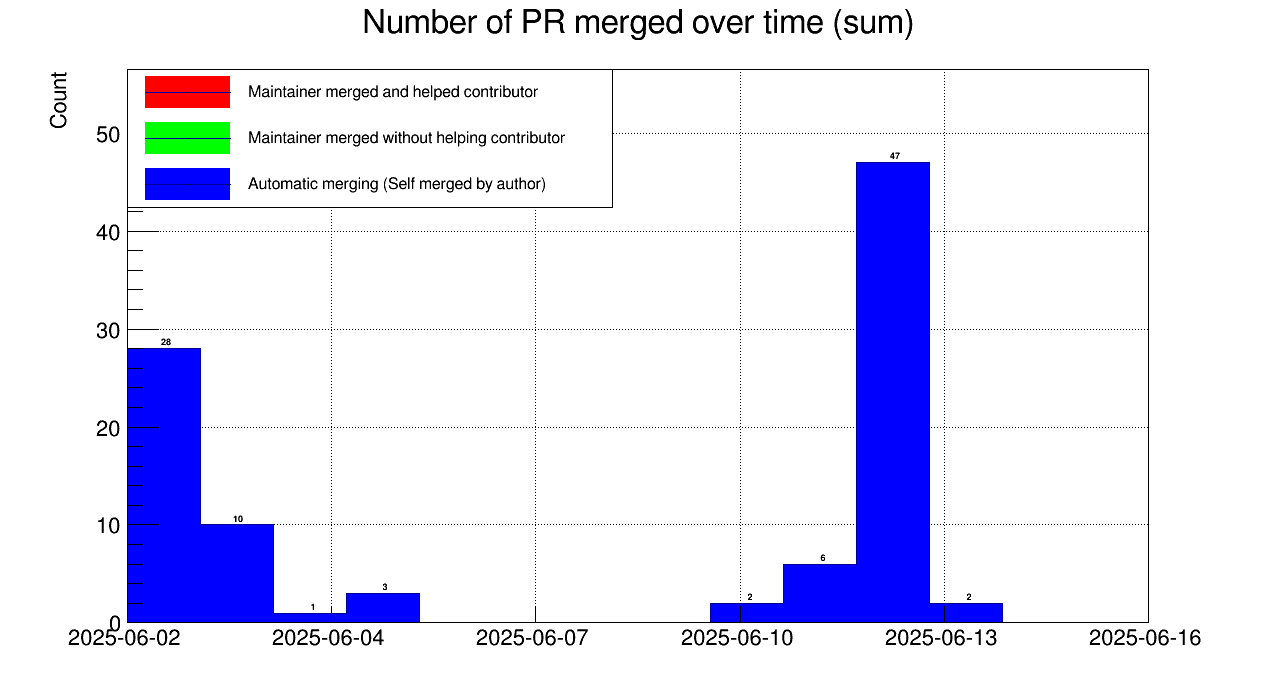 Number of PR merged over time (sum)
Count
Maintainer merged and helped contributor
Maintainer merged without helping contributor
Automatic merging (Self merged by author)
50
40
30
20
10
0
28
10
1
3
2
6
47
2
2025-06-02 2025-06-04 2025-06-07 2025-06-10 2025-06-13 2025-06-16